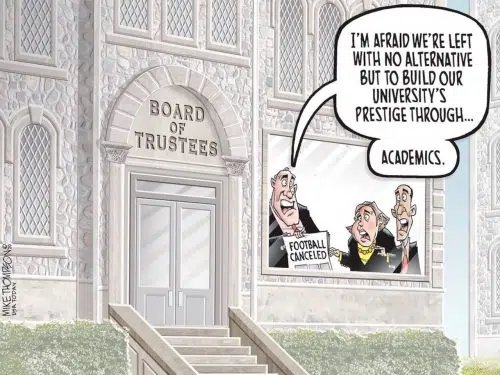 I'M AFRAID WE'RE LEFT
WITH NO ALTERNATIVE
BUT TO BUILD OUR
UNIVERSITY'S
PRESTIGE THROUGH...
ACADEMICS.
BOARD
OF
TRUSTEES
FOOTBALL
CANCELED
MIKE THOMPSON
USA TODAY